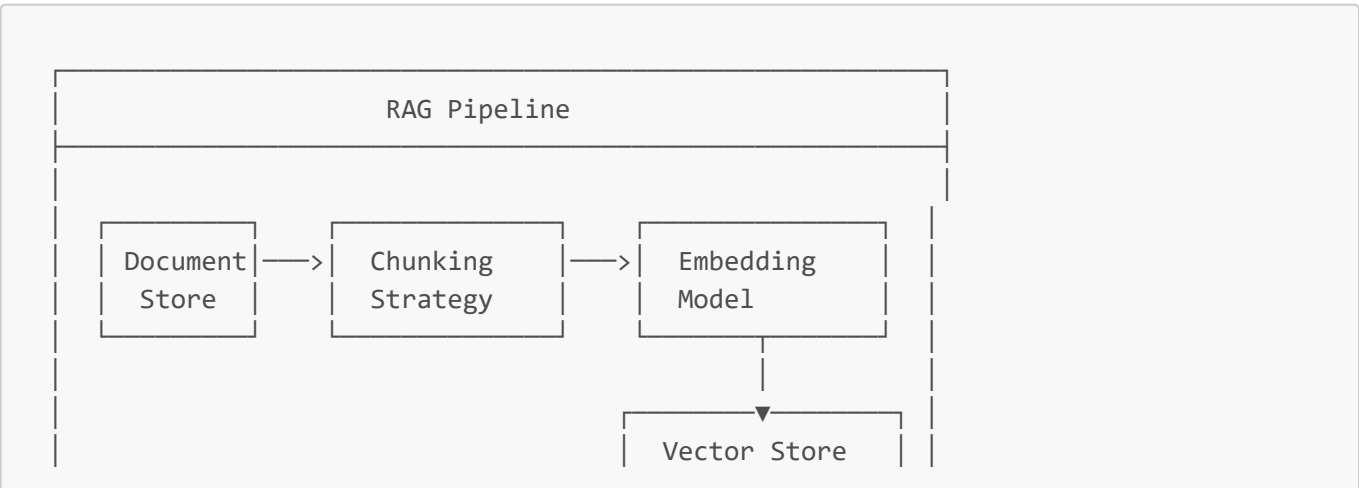 RAG Pipeline
Document Chunking Embedding
Store Strategy Model
Vector Store